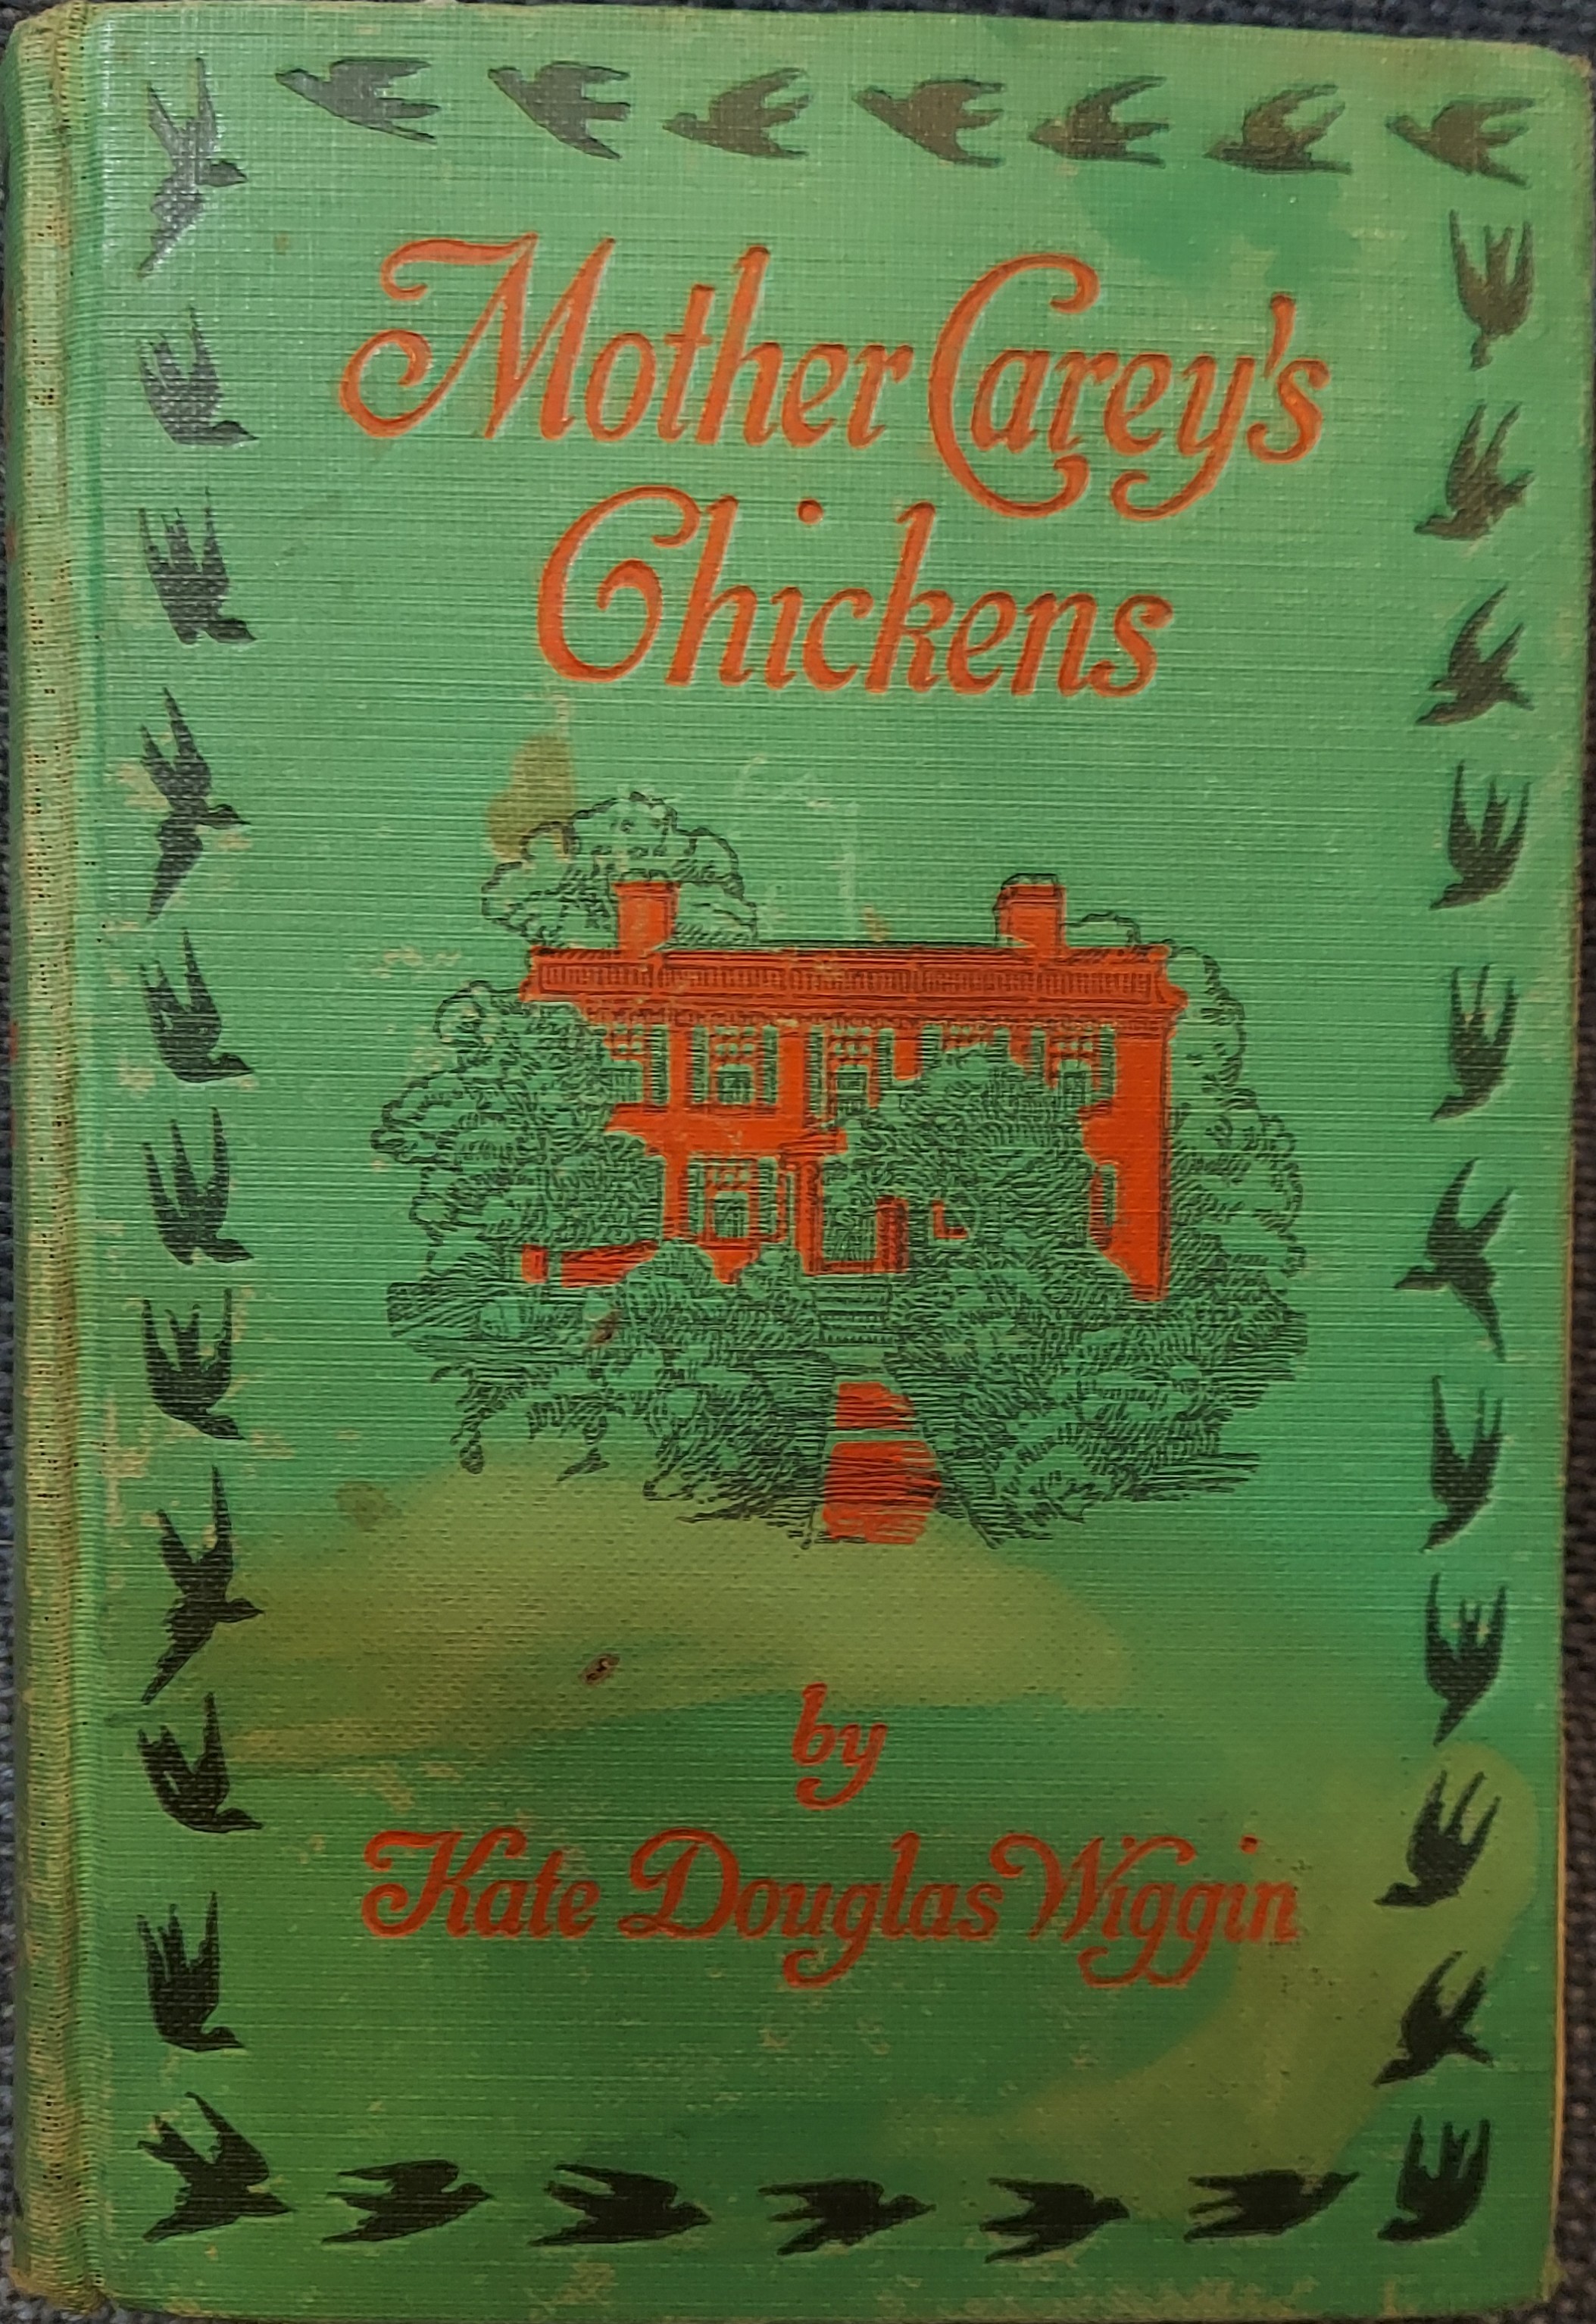 Mother Carey's
Chickens
by
Kate Douglas Wiggin